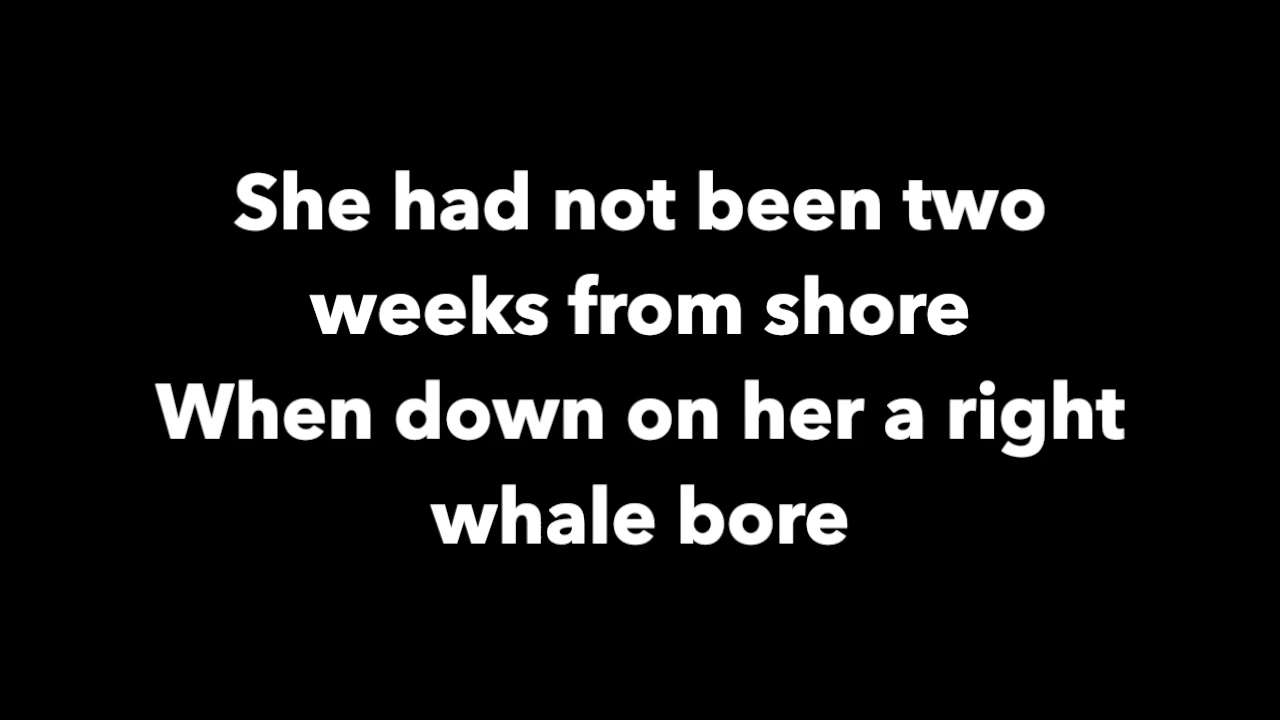 She had not been two
weeks from shore
When down on her a right
whale bore